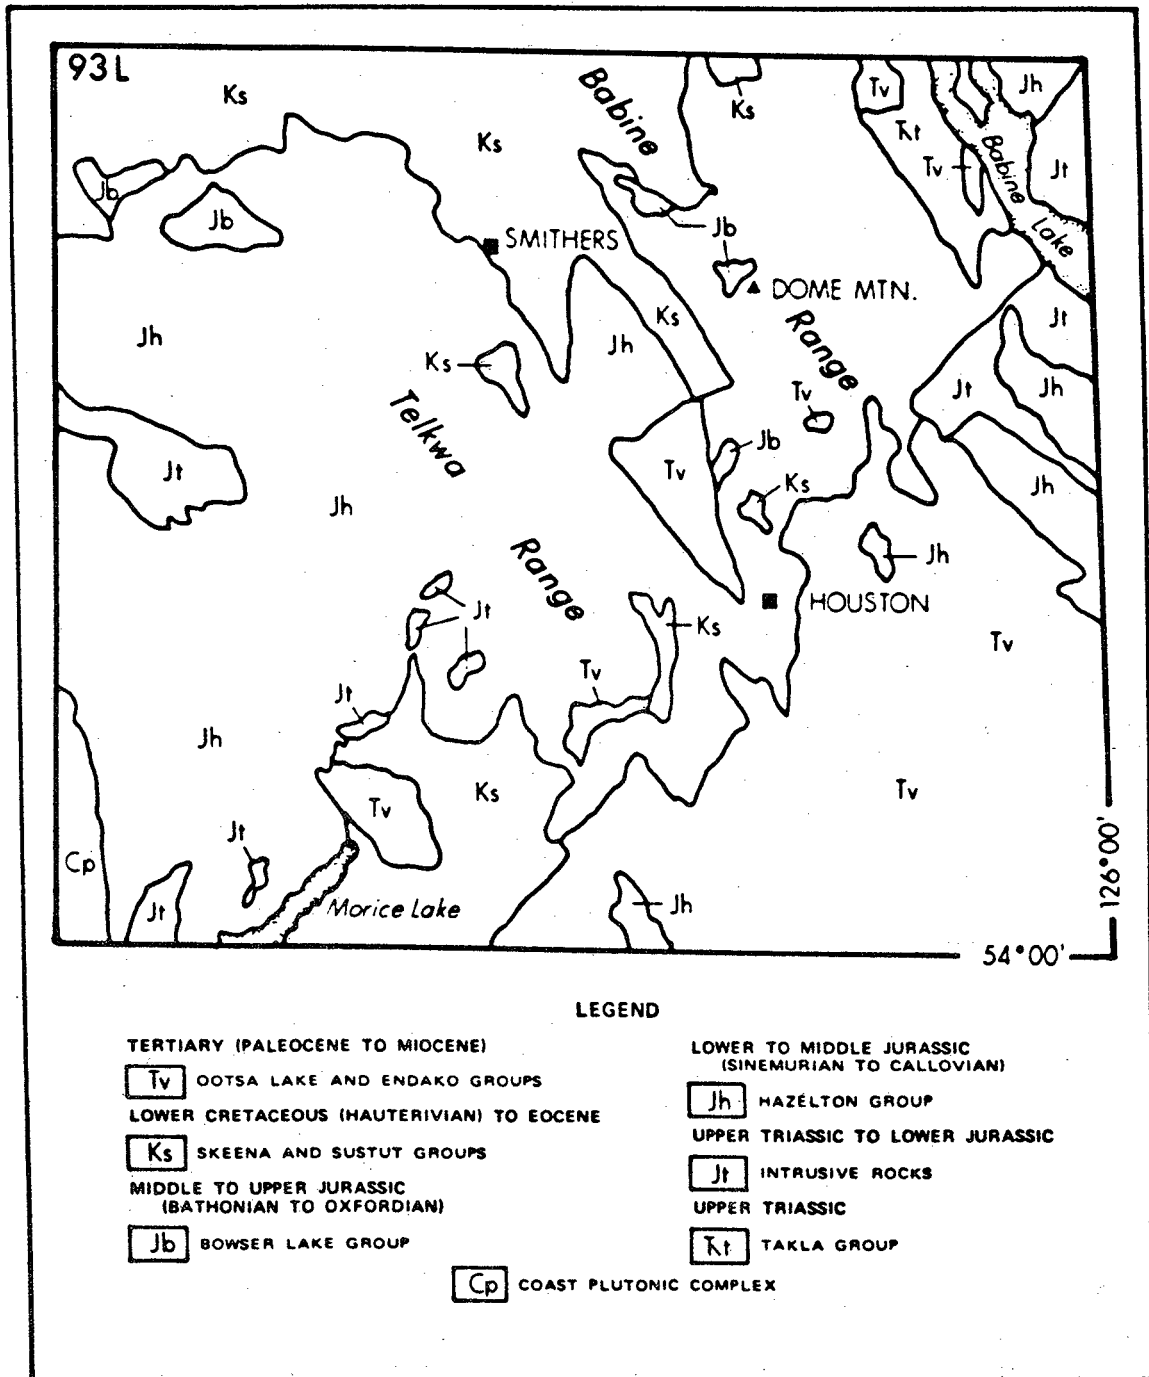 93L
Ks
Babine
Ks
Tv
Jh
Ks
Ŧt
Babine
Tv
Jt
Jb
Jb
Jb
SMITHERS
Lake
DOME MTN.
Jh
Ks
Jh
Range
Jt
Ks
Tv
Jt
Jh
Telkwa
Jb
Jt
Tv
Ks
Jh
Jh
Range
Jh
Jt
HOUSTON
Ks
Tv
Tv
Jt
Jh
Ks
Tv
Tv
Jt
Cp
Jt
Morice Lake
Jh
126°00'
54°00'
LEGEND
TERTIARY (PALEOCENE TO MIOCENE)
Tv OOTSA LAKE AND ENDAKO GROUPS
LOWER CRETACEOUS (HAUTERIVIAN) TO EOCENE
Ks SKEENA AND SUSTUT GROUPS
MIDDLE TO UPPER JURASSIC
(BATHONIAN TO OXFORDIAN)
Jb BOWSER LAKE GROUP
LOWER TO MIDDLE JURASSIC
(SINEMURIAN TO CALLOVIAN)
Jh HAZELTON GROUP
UPPER TRIASSIC TO LOWER JURASSIC
Jt INTRUSIVE ROCKS
UPPER TRIASSIC
Ŧt TAKLA GROUP
Cp COAST PLUTONIC COMPLEX